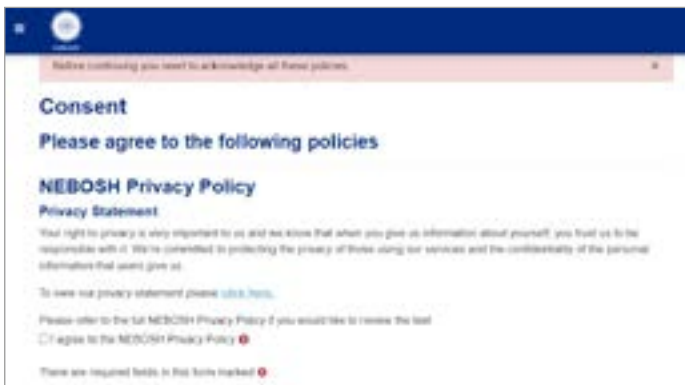 Before continuing you need to acknowledge all these policies.
Consent
Please agree to the following policies
NEBOSH Privacy Policy
Privacy Statement
Your right to privacy is very important to us and we know that when you give us information about yourself, you trust us to be
responsible with it. We're committed to protecting the privacy of those using our services and the confidentiality of the personal
information that users give us.
To view our privacy statement please click here.
Please refer to the full NEBOSH Privacy Policy if you would like to review the text
I agree to the NEBOSH Privacy Policy
There are required fields in this form marked